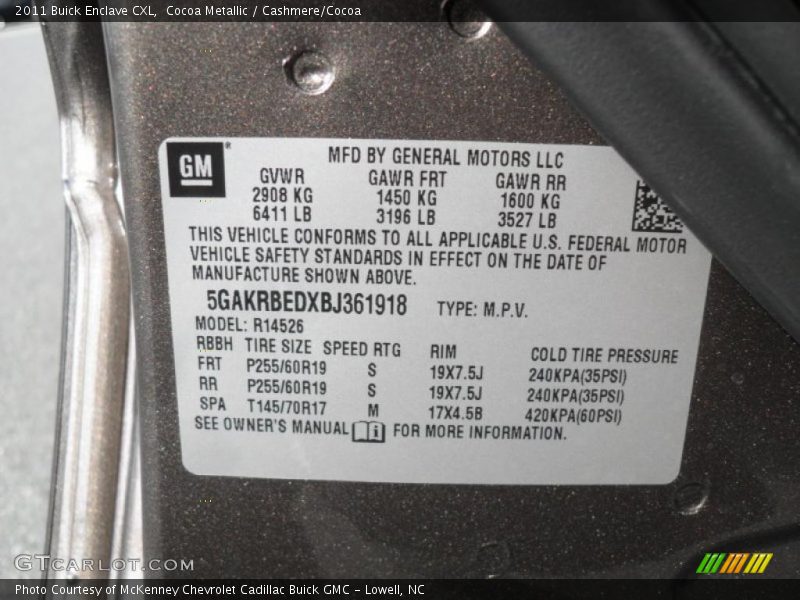 2011 Buick Enclave CXL, Cocoa Metallic / Cashmere/Cocoa
GM
MFD BY GENERAL MOTORS LLC
GVWR GAWR FRT GAWR RR
2908 KG 1450 KG 1600 KG
6411 LB 3196 LB 3527 LB
THIS VEHICLE CONFORMS TO ALL APPLICABLE U.S. FEDERAL MOTOR
VEHICLE SAFETY STANDARDS IN EFFECT ON THE DATE OF
MANUFACTURE SHOWN ABOVE.
5GAKRBEDXBJ361918 TYPE: M.P.V.
MODEL: R14526
RBBH TIRE SIZE SPEED RTG RIM COLD TIRE PRESSURE
FRT P255/60R19 S 19X7.5J 240KPA(35PSI)
RR P255/60R19 S 19X7.5J 240KPA(35PSI)
SPA T145/70R17 M 17X4.5B 420KPA(60PSI)
SEE OWNER'S MANUAL i FOR MORE INFORMATION.
GTCARLOT.COM
Photo Courtesy of McKenney Chevrolet Cadillac Buick GMC - Lowell, NC